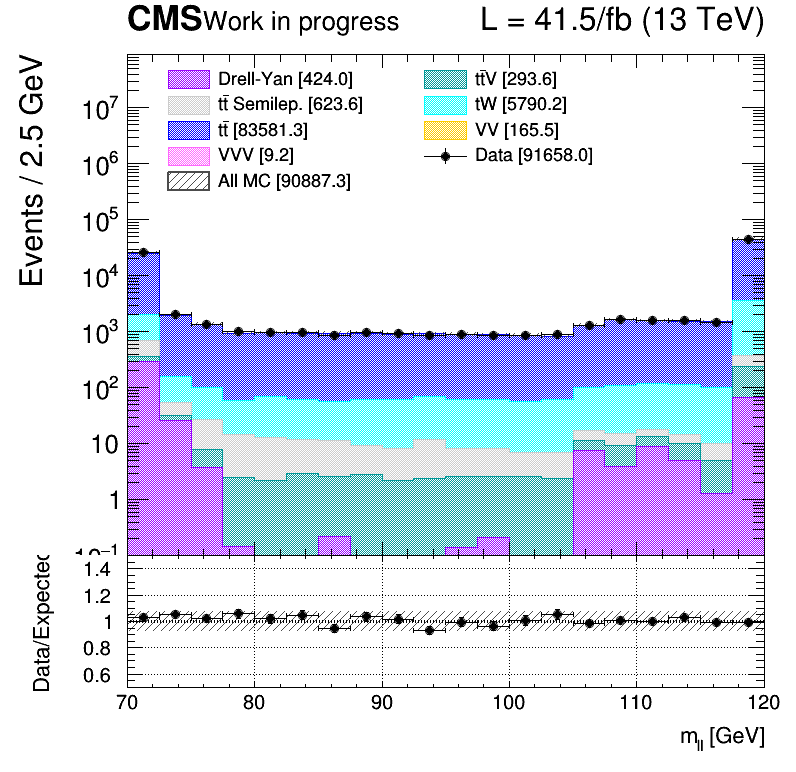 CMS Work in progress L = 41.5/fb (13 TeV)
Events / 2.5 GeV
Drell-Yan [424.0] tt̄V [293.6]
tt̄ Semilep. [623.6] tW [5790.2]
tt̄ [83581.3] VV [165.5]
VVV [9.2] Data [91658.0]
All MC [90887.3]
10⁷
10⁶
10⁵
10⁴
10³
10²
10
1
10⁻¹
Data/Expected
1.4
1.2
1
0.8
0.6
70 80 90 100 110 120
m_ll [GeV]